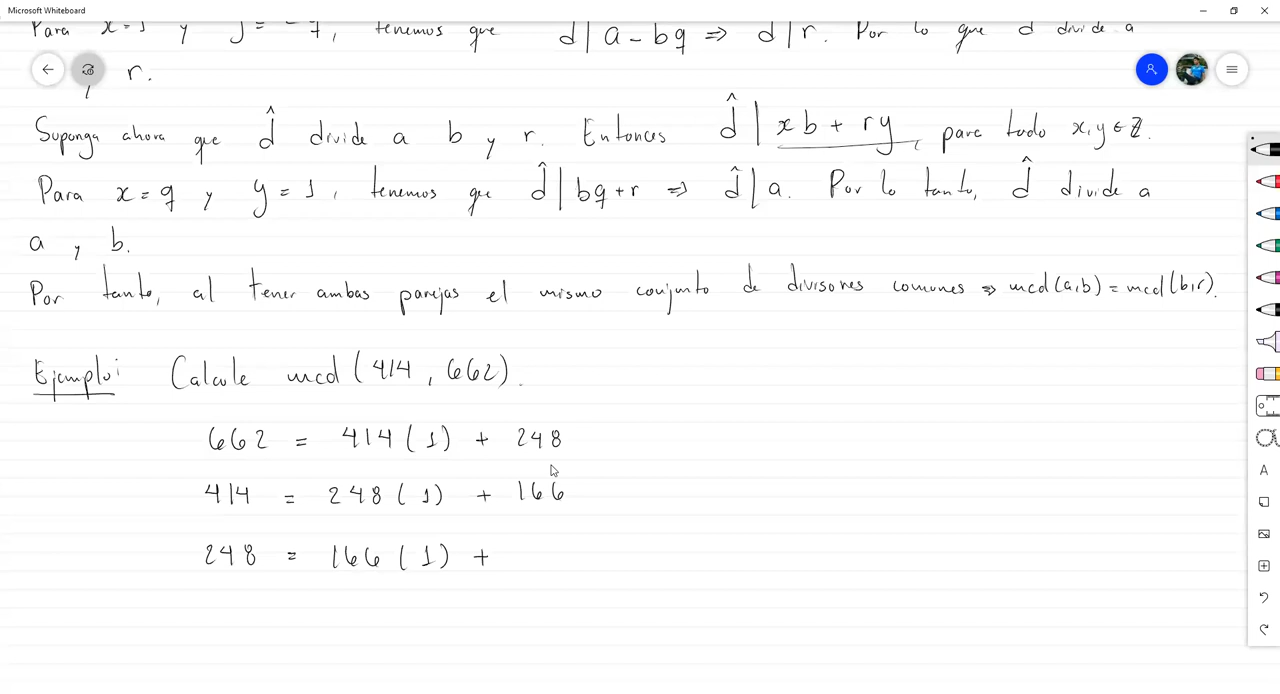 Microsoft Whiteboard
Para x=1 y y = -q, tenemos que d | a - bq ⇒ d | r. Por lo que d divide a
y r.
Suponga ahora que d̂ divide a b y r. Entonces d̂ | xb + ry, para todo x, y ∈ ℤ.
Para x = q y y = 1, tenemos que d̂ | bq + r ⇒ d̂ | a. Por lo tanto, d̂ divide a
a y b.
Por tanto, al tener ambas parejas el mismo conjunto de divisores comunes ⇒ mcd(a,b) = mcd(b,r).
Ejemplo: Calcule mcd(414, 662).
662 = 414(1) + 248
414 = 248(1) + 166
248 = 166(1) +